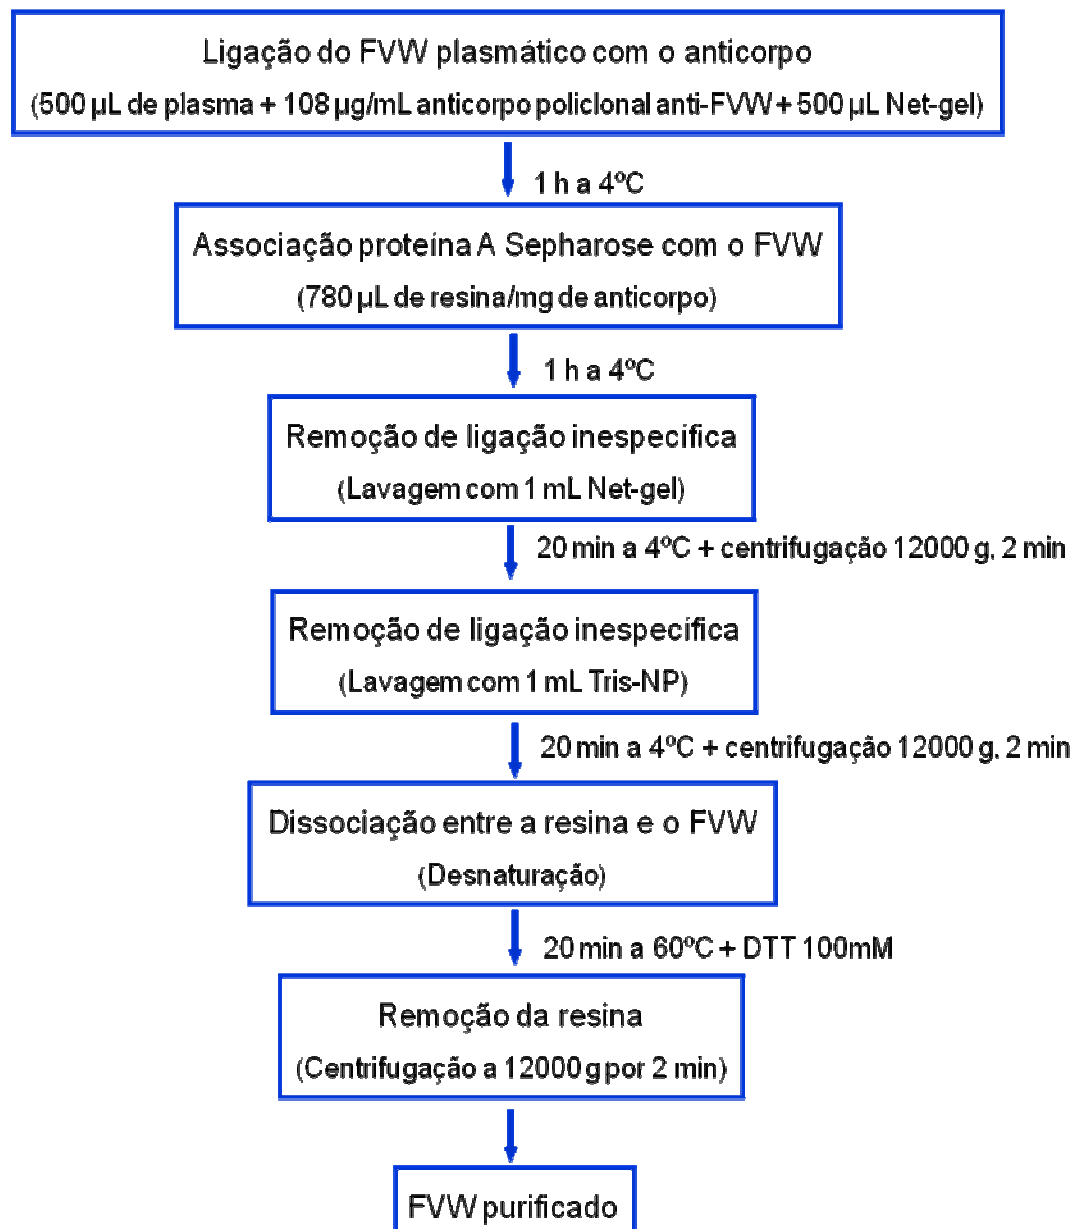 Ligação do FVW plasmático com o anticorpo
(500 µL de plasma + 108 µg/mL anticorpo policlonal anti-FVW + 500 µL Net-gel)
1 h a 4ºC
Associação proteína A Sepharose com o FVW
(780 µL de resina/mg de anticorpo)
1 h a 4ºC
Remoção de ligação inespecífica
(Lavagem com 1 mL Net-gel)
20 min a 4ºC + centrifugação 12000 g, 2 min
Remoção de ligação inespecífica
(Lavagem com 1 mL Tris-NP)
20 min a 4ºC + centrifugação 12000 g, 2 min
Dissociação entre a resina e o FVW
(Desnaturação)
20 min a 60ºC + DTT 100mM
Remoção da resina
(Centrifugação a 12000 g por 2 min)
FVW purificado